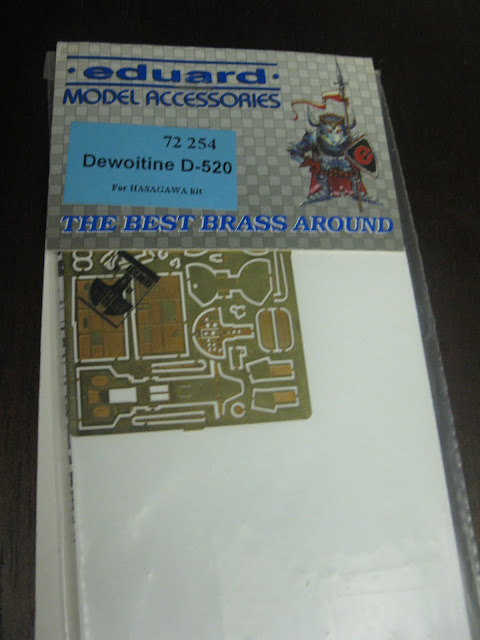 · eduard ·
MODEL ACCESSORIES
72 254
Dewoitine D-520
For HASAGAWA kit
THE BEST BRASS AROUND